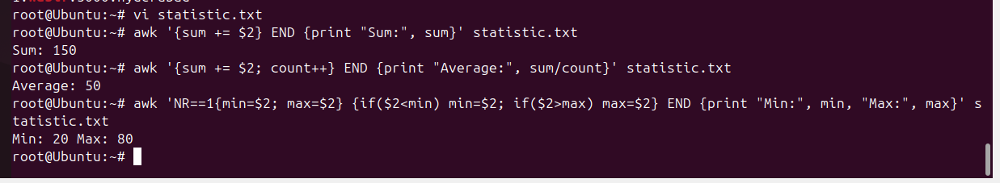 root@Ubuntu:~# vi statistic.txt
root@Ubuntu:~# awk '{sum += $2} END {print "Sum:", sum}' statistic.txt
Sum: 150
root@Ubuntu:~# awk '{sum += $2; count++} END {print "Average:", sum/count}' statistic.txt
Average: 50
root@Ubuntu:~# awk 'NR==1{min=$2; max=$2} {if($2<min) min=$2; if($2>max) max=$2} END {print "Min:", min, "Max:", max}' s
tatistic.txt
Min: 20 Max: 80
root@Ubuntu:~#